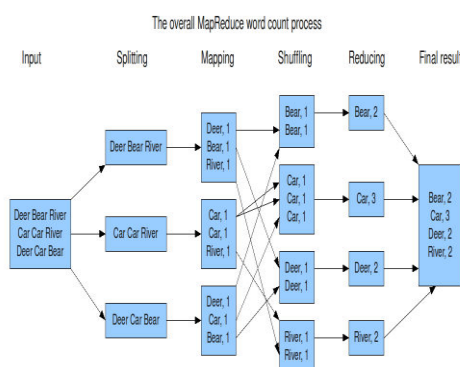 The overall MapReduce word count process
Input
Splitting
Mapping
Shuffling
Reducing
Final result
Deer Bear River
Car Car River
Deer Car Bear
Deer Bear River
Car Car River
Deer Car Bear
Deer, 1
Bear, 1
River, 1
Car, 1
Car, 1
River, 1
Deer, 1
Car, 1
Bear, 1
Bear, 1
Bear, 1
Car, 1
Car, 1
Car, 1
Deer, 1
Deer, 1
River, 1
River, 1
Bear, 2
Car, 3
Deer, 2
River, 2
Bear, 2
Car, 3
Deer, 2
River, 2